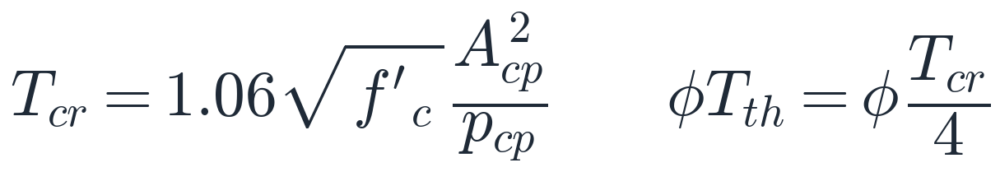 $T_{cr} = 1.06\sqrt{f'_c}\frac{A_{cp}^2}{p_{cp}} \qquad \phi T_{th} = \phi\frac{T_{cr}}{4}$